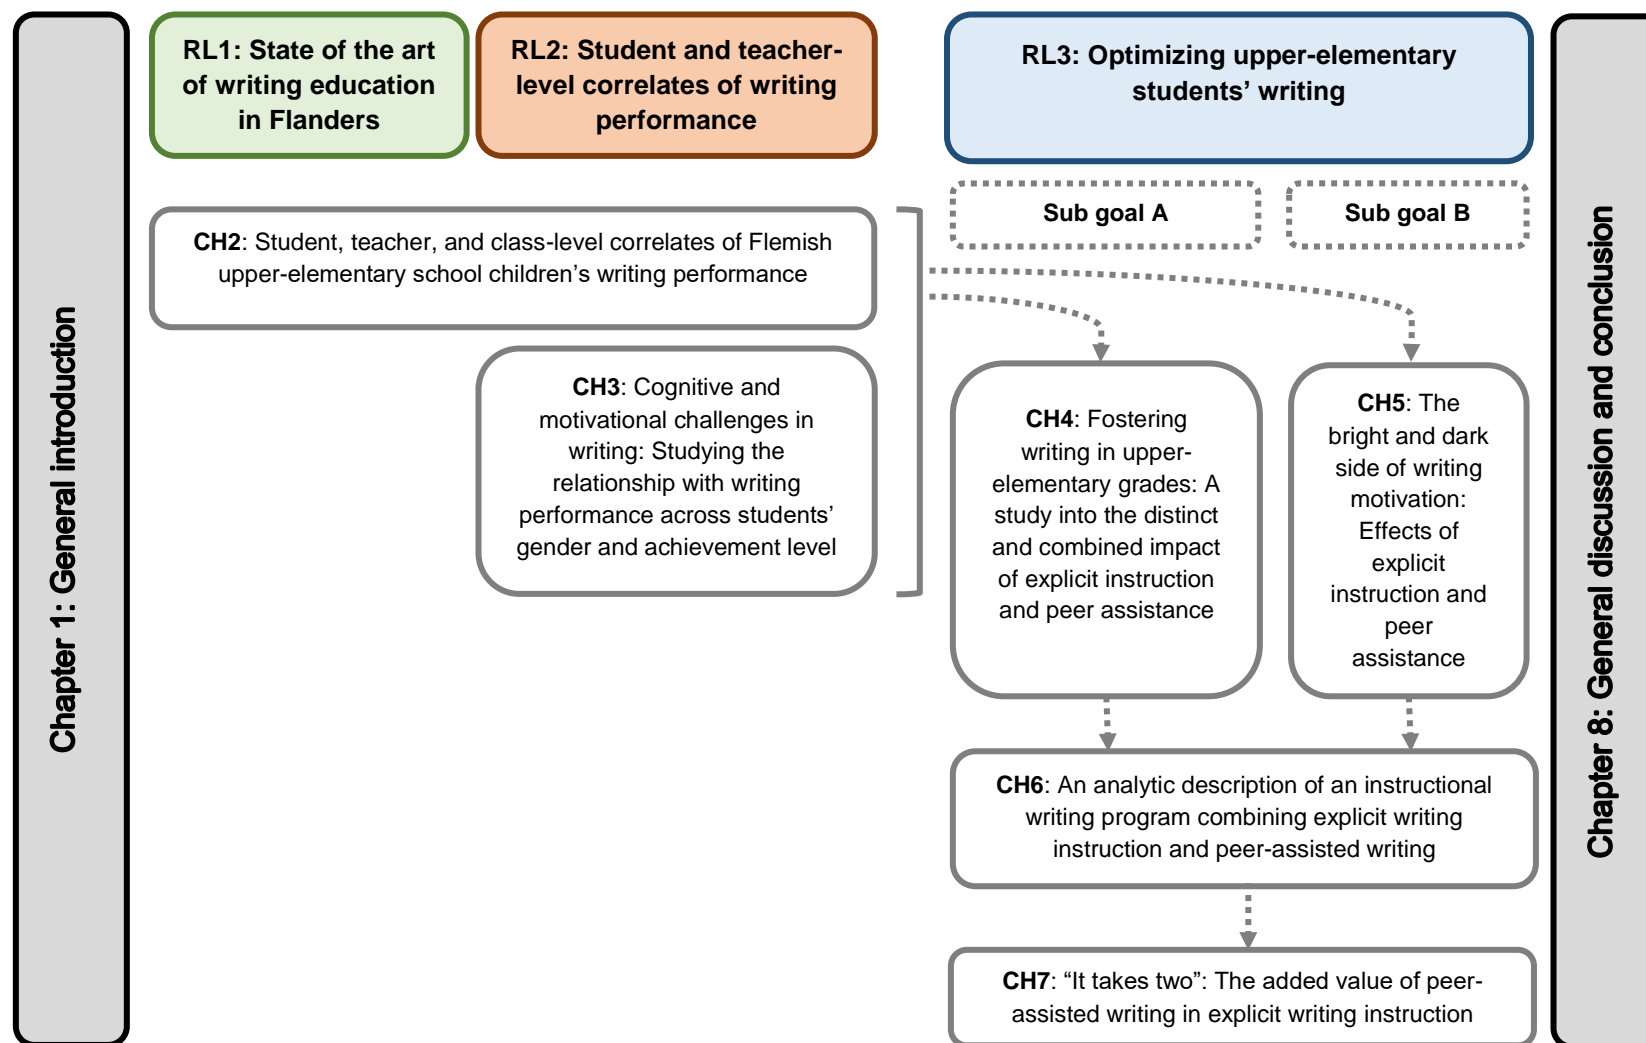 Chapter 1: General introduction
RL1: State of the art
of writing education
in Flanders
RL2: Student and teacher-
level correlates of writing
performance
RL3: Optimizing upper-elementary
students’ writing
Sub goal A
Sub goal B
CH2: Student, teacher, and class-level correlates of Flemish
upper-elementary school children’s writing performance
CH3: Cognitive and
motivational challenges in
writing: Studying the
relationship with writing
performance across students’
gender and achievement level
CH4: Fostering
writing in upper-
elementary grades: A
study into the distinct
and combined impact
of explicit instruction
and peer assistance
CH5: The
bright and dark
side of writing
motivation:
Effects of
explicit
instruction and
peer
assistance
CH6: An analytic description of an instructional
writing program combining explicit writing
instruction and peer-assisted writing
CH7: “It takes two”: The added value of peer-
assisted writing in explicit writing instruction
Chapter 8: General discussion and conclusion